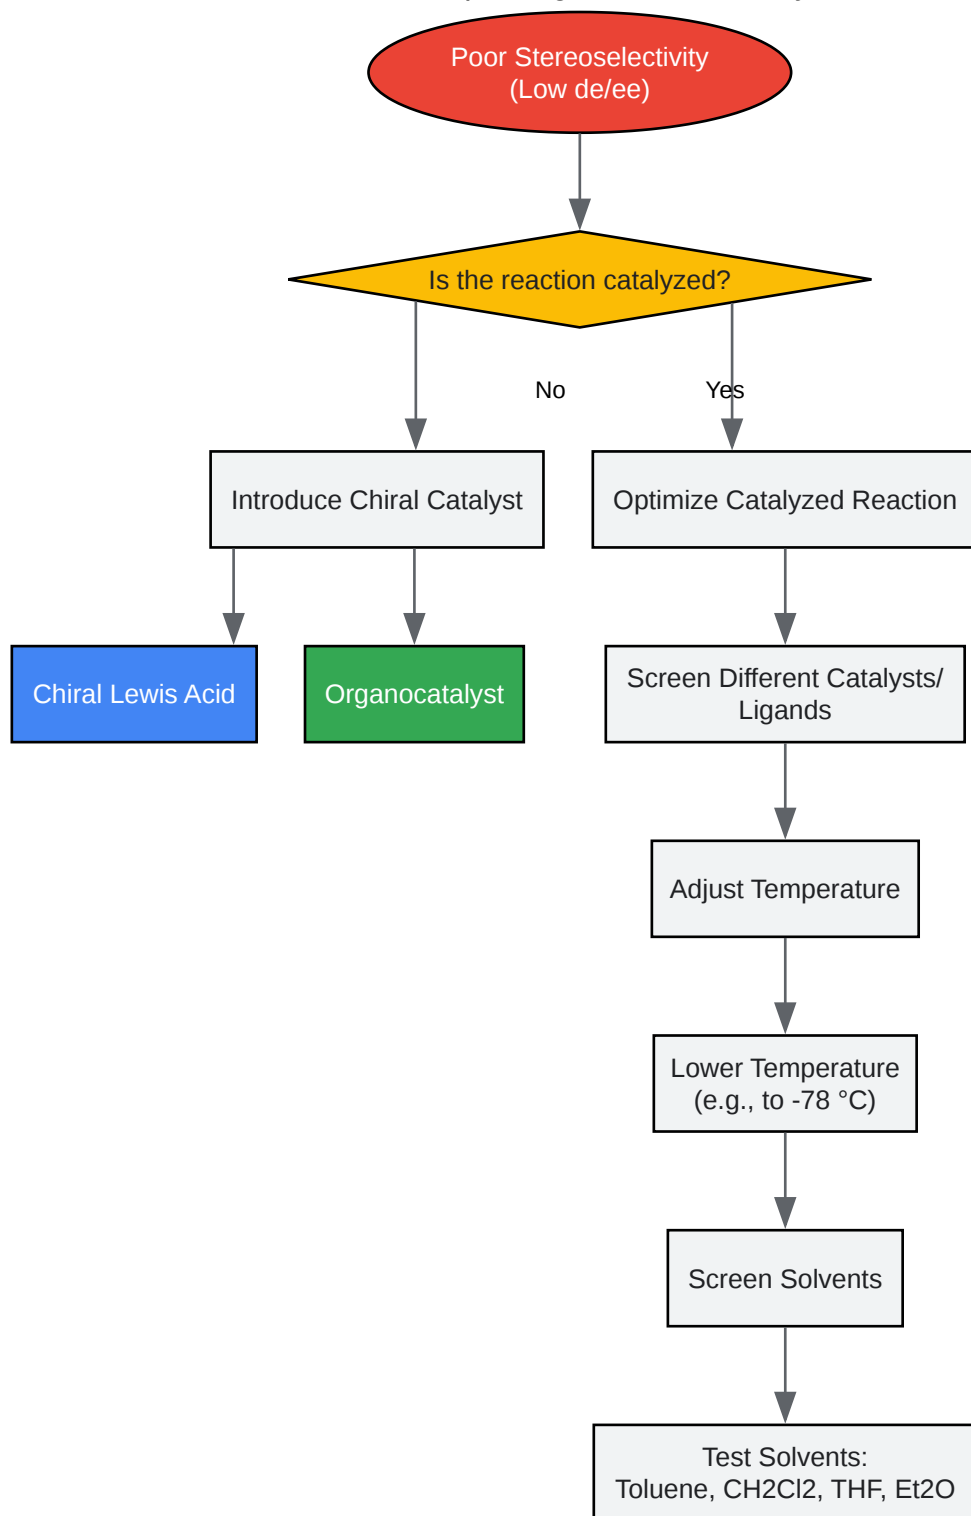 Poor Stereoselectivity
(Low de/ee)
Is the reaction catalyzed?
No
Yes
Introduce Chiral Catalyst
Optimize Catalyzed Reaction
Chiral Lewis Acid
Organocatalyst
Screen Different Catalysts/
Ligands
Adjust Temperature
Lower Temperature
(e.g., to -78 °C)
Screen Solvents
Test Solvents:
Toluene, CH2Cl2, THF, Et2O